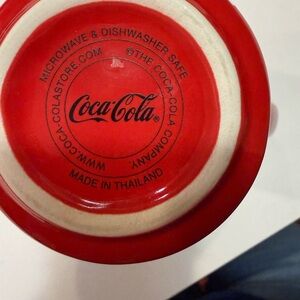 MICROWAVE & DISHWASHER SAFE
©THE COCA-COLA COMPANY.
WWW.COCA-COLASTORE.COM
Coca-Cola®
MADE IN THAILAND